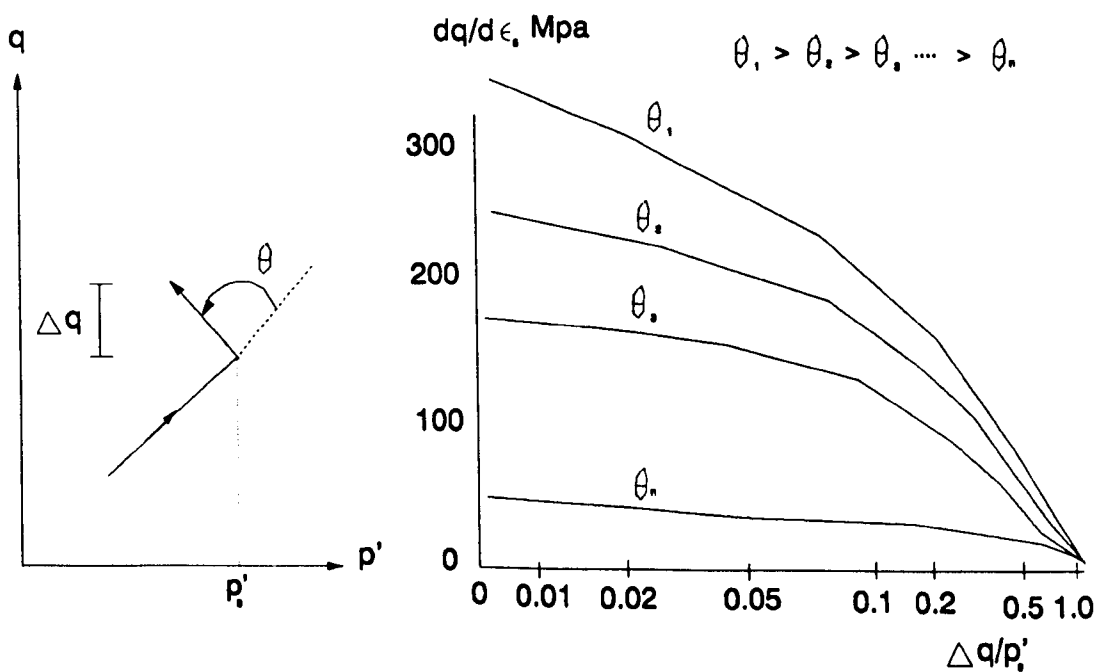 q
θ
△q
p'
p'ₒ
dq/dϵₛ Mpa
θ₁ > θ₂ > θ₃ ···· > θₙ
300
200
100
0
θ₁
θ₂
θ₃
θₙ
0 0.01 0.02 0.05 0.1 0.2 0.5 1.0
△q/p'ₒ